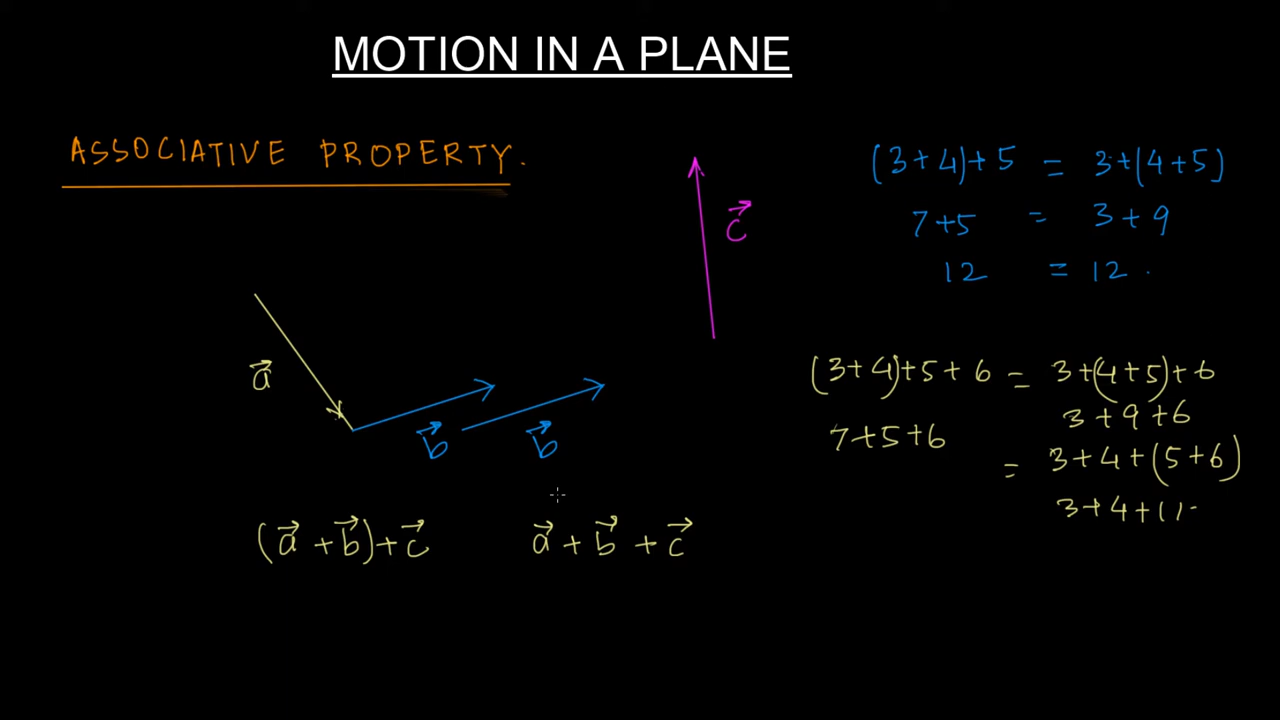 MOTION IN A PLANE
ASSOCIATIVE PROPERTY.
(3+4)+5 = 3+(4+5)
7+5 = 3+9
12 = 12.
c⃗
a⃗
b⃗ b⃗
(3+4)+5+6 = 3+(4+5)+6
3+9+6
7+5+6
= 3+4+(5+6)
3+4+11.
(a⃗+b⃗)+c⃗ a⃗+b⃗+c⃗